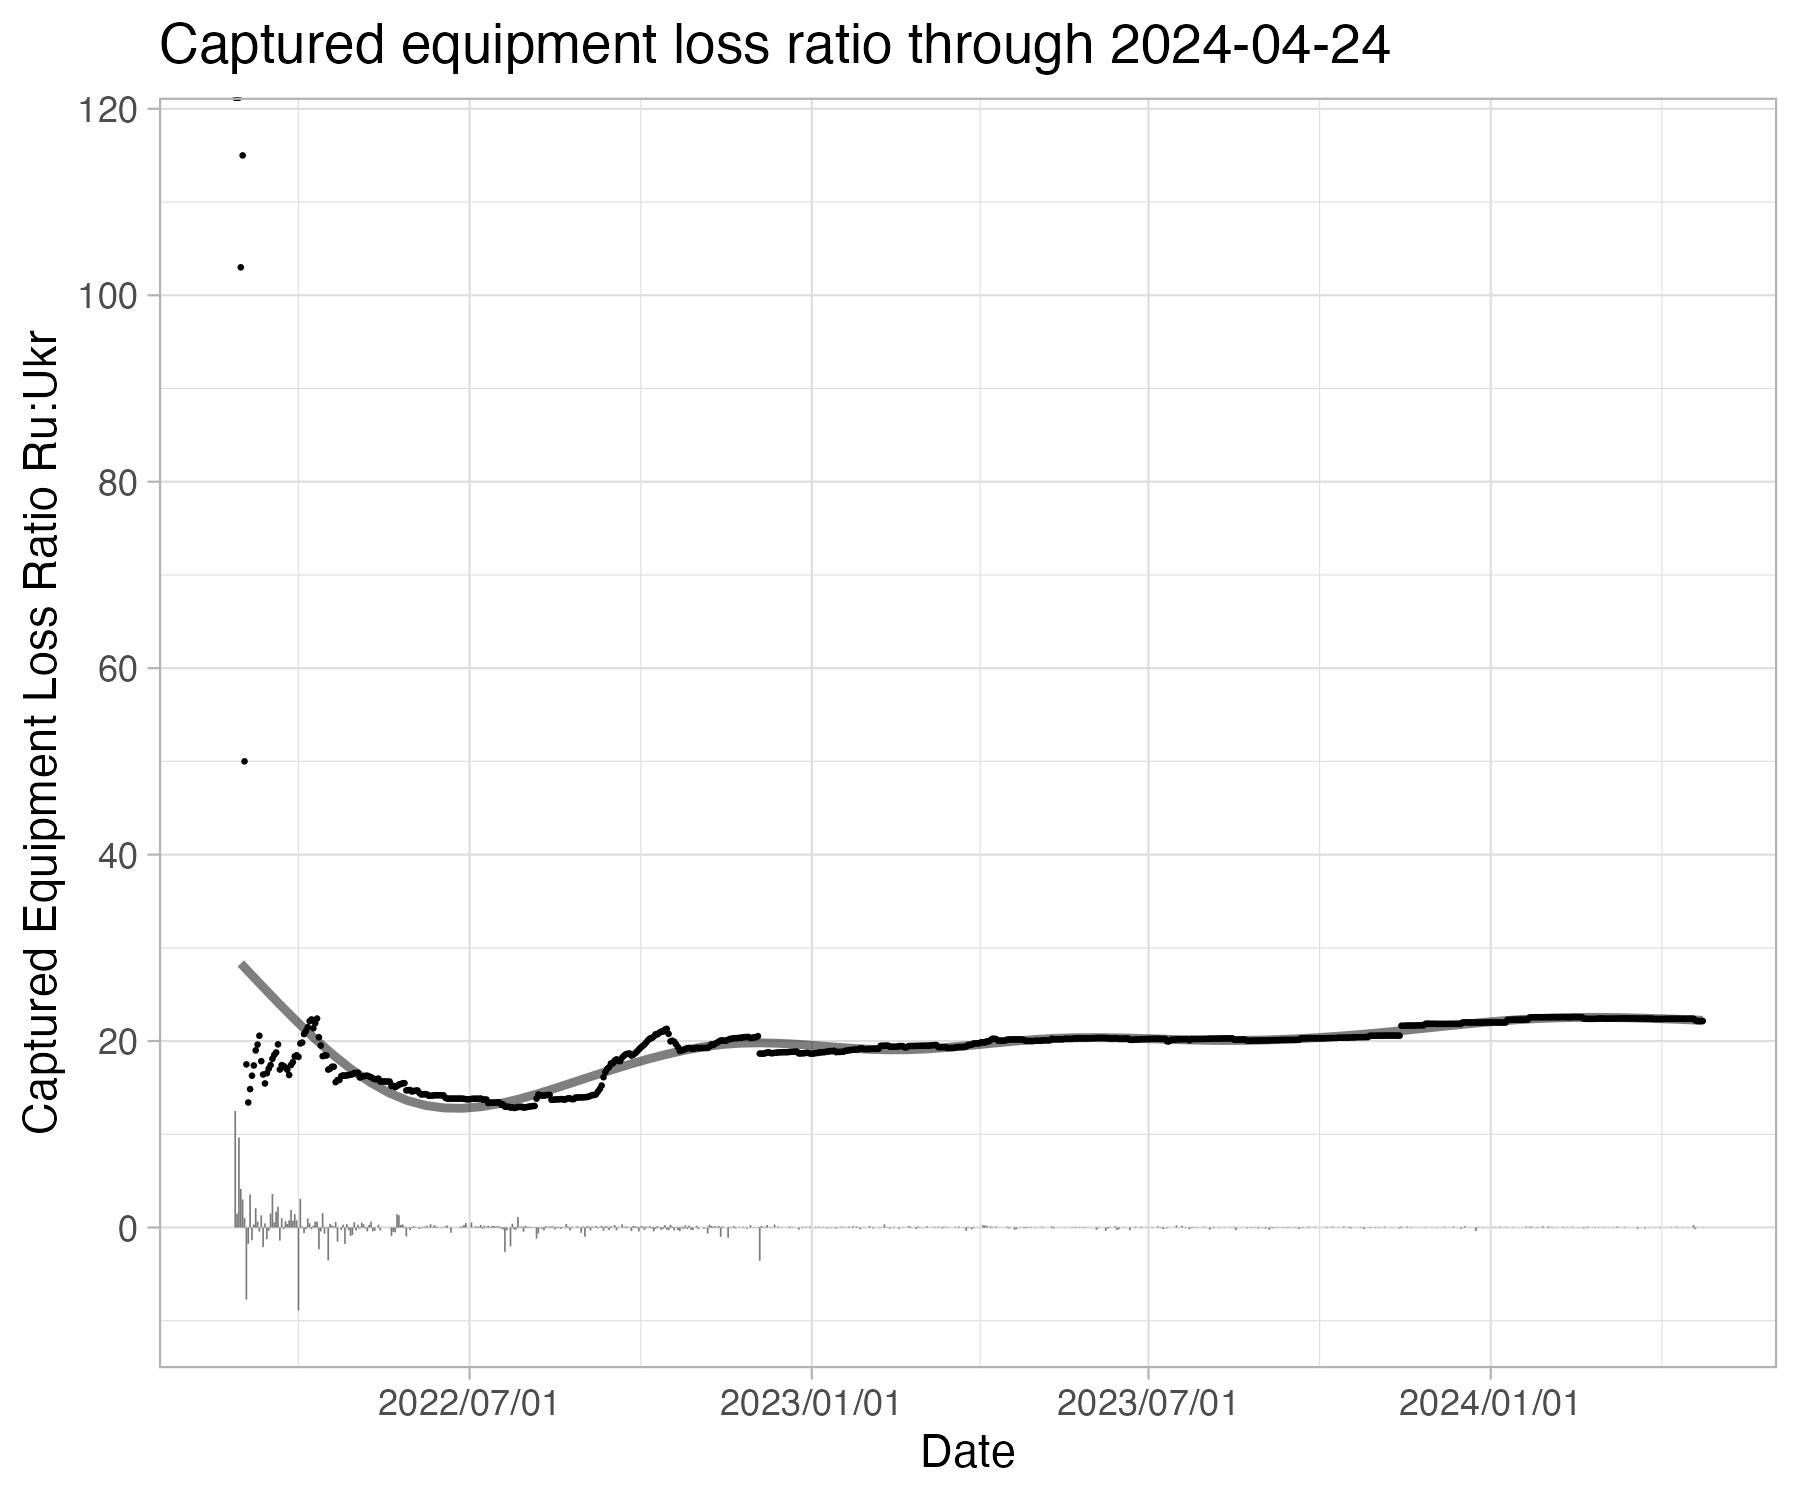 Captured equipment loss ratio through 2024-04-24
Captured Equipment Loss Ratio Ru:Ukr
120
100
80
60
40
20
0
2022/07/01 2023/01/01 2023/07/01 2024/01/01
Date